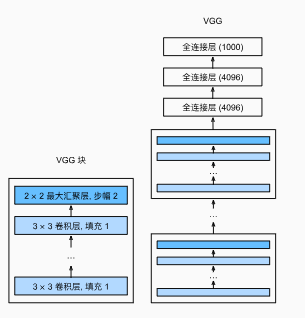 VGG
全连接层 (1000)
全连接层 (4096)
全连接层 (4096)
...
...
...
VGG 块
2 × 2 最大汇聚层, 步幅 2
3 × 3 卷积层, 填充 1
...
3 × 3 卷积层, 填充 1